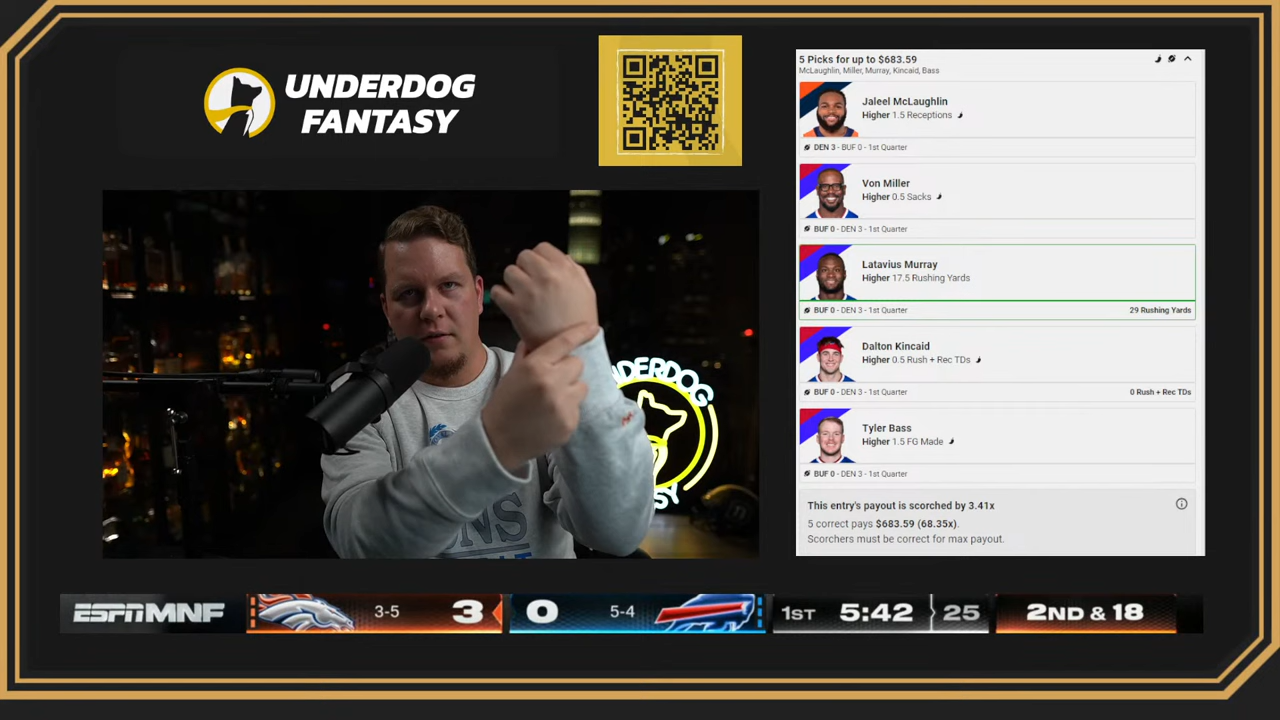 UNDERDOG
FANTASY
5 Picks for up to $683.59
McLaughlin, Miller, Murray, Kincaid, Bass
Jaleel McLaughlin
Higher 1.5 Receptions
DEN 3 - BUF 0 - 1st Quarter
Von Miller
Higher 0.5 Sacks
BUF 0 - DEN 3 - 1st Quarter
Latavius Murray
Higher 17.5 Rushing Yards
BUF 0 - DEN 3 - 1st Quarter
29 Rushing Yards
Dalton Kincaid
Higher 0.5 Rush + Rec TDs
BUF 0 - DEN 3 - 1st Quarter
0 Rush + Rec TDs
Tyler Bass
Higher 1.5 FG Made
BUF 0 - DEN 3 - 1st Quarter
This entry's payout is scorched by 3.41x
5 correct pays $683.59 (68.35x).
Scorchers must be correct for max payout.
ESPN MNF
3-5
3
0
5-4
1ST
5:42
25
2ND & 18